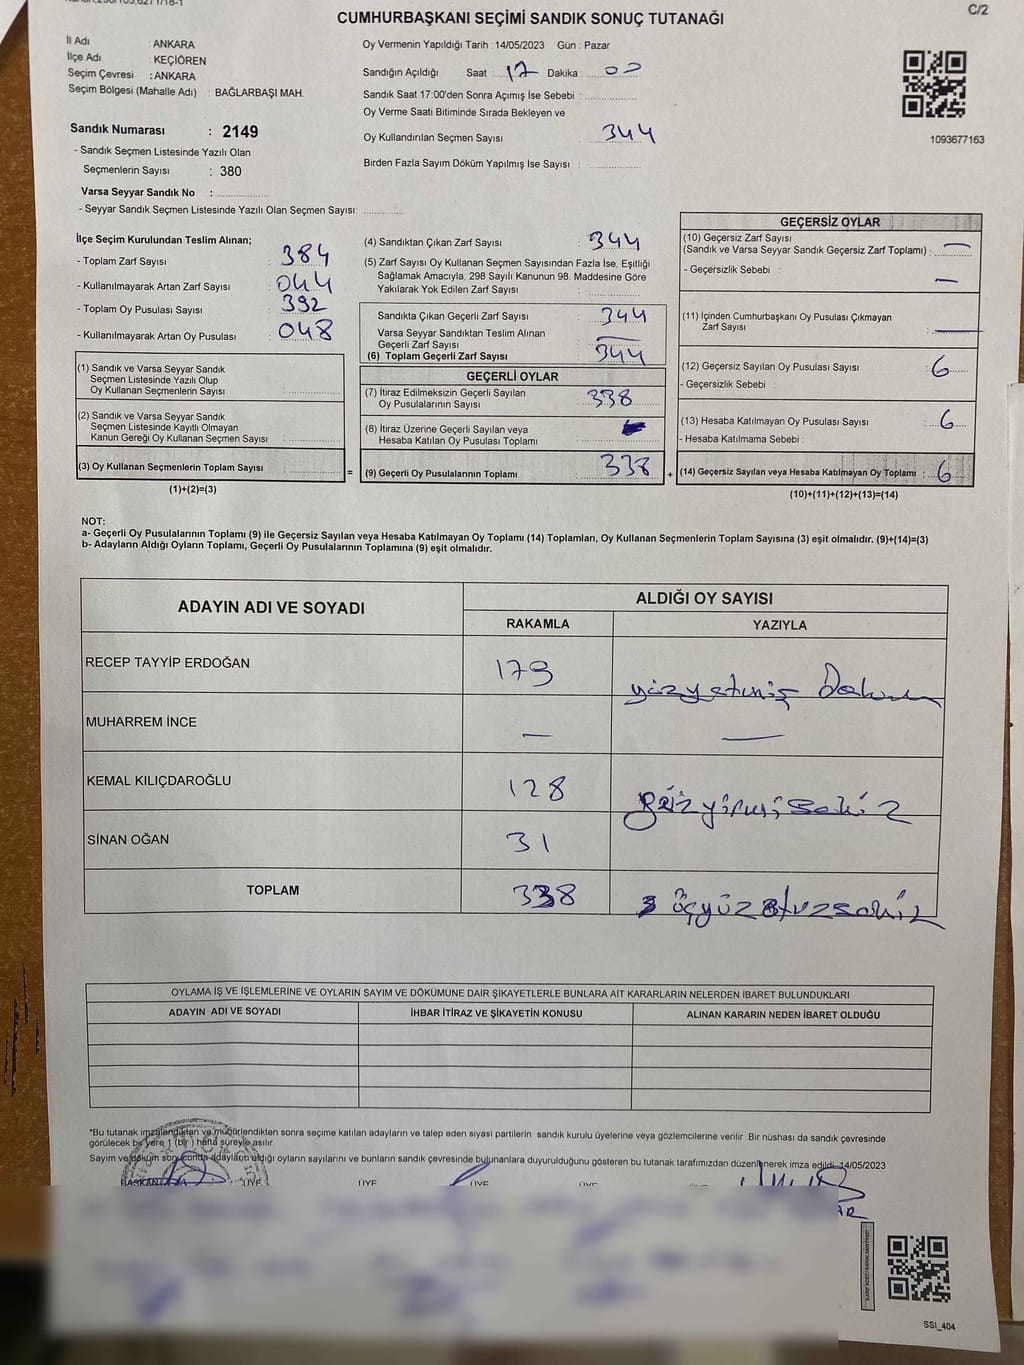 CUMHURBAŞKANI SEÇİMİ SANDIK SONUÇ TUTANAĞI
C/2
İl Adı : ANKARA
İlçe Adı : KEÇİÖREN
Seçim Çevresi : ANKARA
Seçim Bölgesi (Mahalle Adı) : BAĞLARBAŞI MAH.
Sandık Numarası : 2149
- Sandık Seçmen Listesinde Yazılı Olan
Seçmenlerin Sayısı : 380
Varsa Seyyar Sandık No :
- Seyyar Sandık Seçmen Listesinde Yazılı Olan Seçmen Sayısı:
Oy Vermenin Yapıldığı Tarih : 14/05/2023 Gün : Pazar
Sandığın Açıldığı Saat : 17 Dakika : 00
Sandık Saat 17:00'den Sonra Açımış İse Sebebi :
Oy Verme Saati Bitiminde Sırada Bekleyen ve
Oy Kullandırılan Seçmen Sayısı : 344
Birden Fazla Sayım Döküm Yapılmış İse Sayısı :
1093677163
İlçe Seçim Kurulundan Teslim Alınan;
- Toplam Zarf Sayısı : 384
- Kullanılmayarak Artan Zarf Sayısı : 044
- Toplam Oy Pusulası Sayısı : 392
- Kullanılmayarak Artan Oy Pusulası : 048
(1) Sandık ve Varsa Seyyar Sandık
Seçmen Listesinde Yazılı Olup
Oy Kullanan Seçmenlerin Sayısı :
(2) Sandık ve Varsa Seyyar Sandık
Seçmen Listesinde Kayıtlı Olmayan
Kanun Gereği Oy Kullanan Seçmen Sayısı :
(3) Oy Kullanan Seçmenlerin Toplam Sayısı :
(1)+(2)=(3)
(4) Sandıktan Çıkan Zarf Sayısı : 344
(5) Zarf Sayısı Oy Kullanan Seçmen Sayısından Fazla İse, Eşitliği
Sağlamak Amacıyla, 298 Sayılı Kanunun 98. Maddesine Göre
Yakılarak Yok Edilen Zarf Sayısı :
Sandıkta Çıkan Geçerli Zarf Sayısı : 344
Varsa Seyyar Sandıktan Teslim Alınan
Geçerli Zarf Sayısı : —
(6) Toplam Geçerli Zarf Sayısı : 344
GEÇERLİ OYLAR
(7) İtiraz Edilmeksizin Geçerli Sayılan
Oy Pusulalarının Sayısı : 338
(8) İtiraz Üzerine Geçerli Sayılan veya
Hesaba Katılan Oy Pusulası Toplamı :
= (9) Geçerli Oy Pusulalarının Toplamı : 338
GEÇERSİZ OYLAR
(10) Geçersiz Zarf Sayısı
(Sandık ve Varsa Seyyar Sandık Geçersiz Zarf Toplamı) : —
- Geçersizlik Sebebi : —
(11) İçinden Cumhurbaşkanı Oy Pusulası Çıkmayan
Zarf Sayısı : —
(12) Geçersiz Sayılan Oy Pusulası Sayısı : 6
- Geçersizlik Sebebi :
(13) Hesaba Katılmayan Oy Pusulası Sayısı : 6
- Hesaba Katılmama Sebebi :
+ (14) Geçersiz Sayılan veya Hesaba Katılmayan Oy Toplamı : 6
(10)+(11)+(12)+(13)=(14)
NOT:
a- Geçerli Oy Pusulalarının Toplamı (9) ile Geçersiz Sayılan veya Hesaba Katılmayan Oy Toplamı (14) Toplamları, Oy Kullanan Seçmenlerin Toplam Sayısına (3) eşit olmalıdır. (9)+(14)=(3)
b- Adayların Aldığı Oyların Toplamı, Geçerli Oy Pusulalarının Toplamına (9) eşit olmalıdır.
ADAYIN ADI VE SOYADI ALDIĞI OY SAYISI
RAKAMLA YAZIYLA
RECEP TAYYİP ERDOĞAN 179 yüzyetmiş Dokuz
MUHARREM İNCE — —
KEMAL KILIÇDAROĞLU 128 yüzyirmisekiz
SİNAN OĞAN 31
TOPLAM 338 üçyüzotuzsekiz
OYLAMA İŞ VE İŞLEMLERİNE VE OYLARIN SAYIM VE DÖKÜMÜNE DAİR ŞİKAYETLERLE BUNLARA AİT KARARLARIN NELERDEN İBARET BULUNDUKLARI
ADAYIN ADI VE SOYADI İHBAR İTİRAZ VE ŞİKAYETİN KONUSU ALINAN KARARIN NEDEN İBARET OLDUĞU
*Bu tutanak imzalandıktan ve mühürlendikten sonra seçime katılan adayların ve talep eden siyasi partilerin sandık kurulu üyelerine veya gözlemcilerine verilir .Bir nüshası da sandık çevresinde
görülecek bir yere 1 (bir) hafta süreyle asılır.
Sayım ve döküm sonucunda adayların aldığı oyların sayılarını ve bunların sandık çevresinde bulunanlara duyurulduğunu gösteren bu tutanak tarafımızdan düzenlenerek imza edildi. 14/05/2023
BAŞKAN ÜYE ÜYE ÜYE ÜYE
SSİ_404